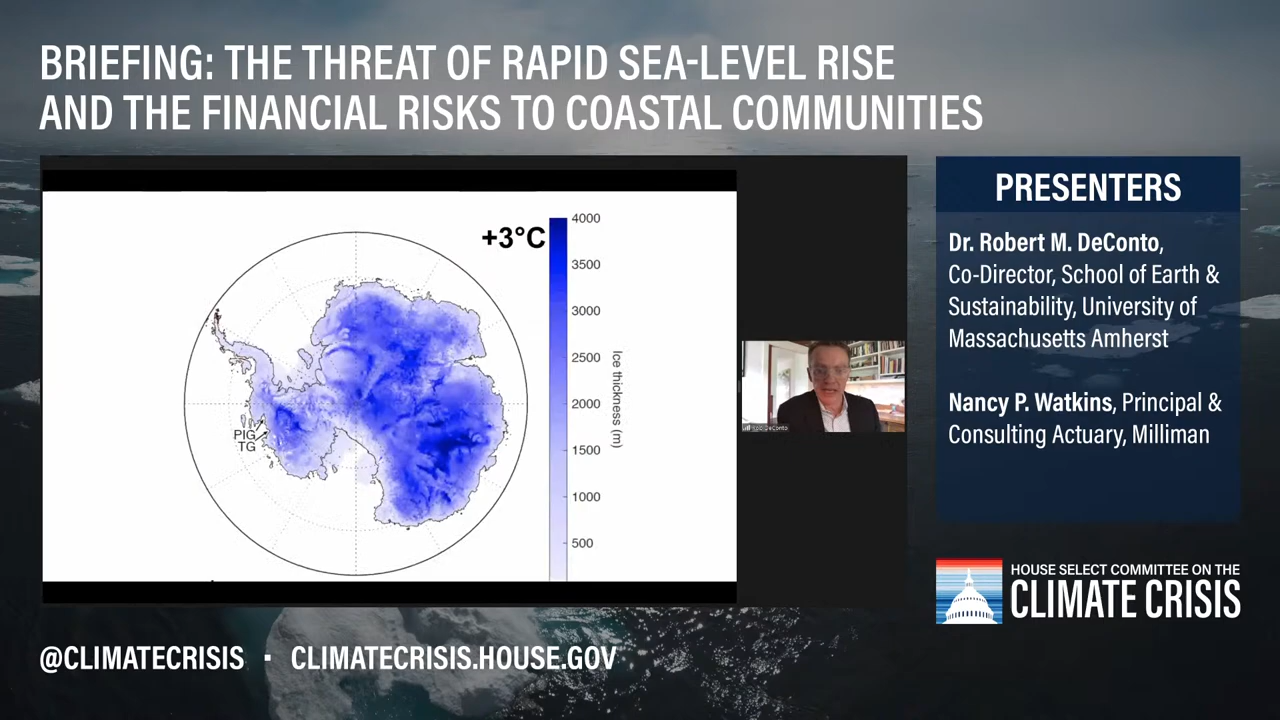 BRIEFING: THE THREAT OF RAPID SEA-LEVEL RISE
AND THE FINANCIAL RISKS TO COASTAL COMMUNITIES
+3°C
4000
3500
3000
2500
2000
1500
1000
500
Ice thickness (m)
PIG
TG
Rob DeConto
PRESENTERS
Dr. Robert M. DeConto,
Co-Director, School of Earth &
Sustainability, University of
Massachusetts Amherst
Nancy P. Watkins, Principal &
Consulting Actuary, Milliman
HOUSE SELECT COMMITTEE ON THE
CLIMATE CRISIS
@CLIMATECRISIS · CLIMATECRISIS.HOUSE.GOV